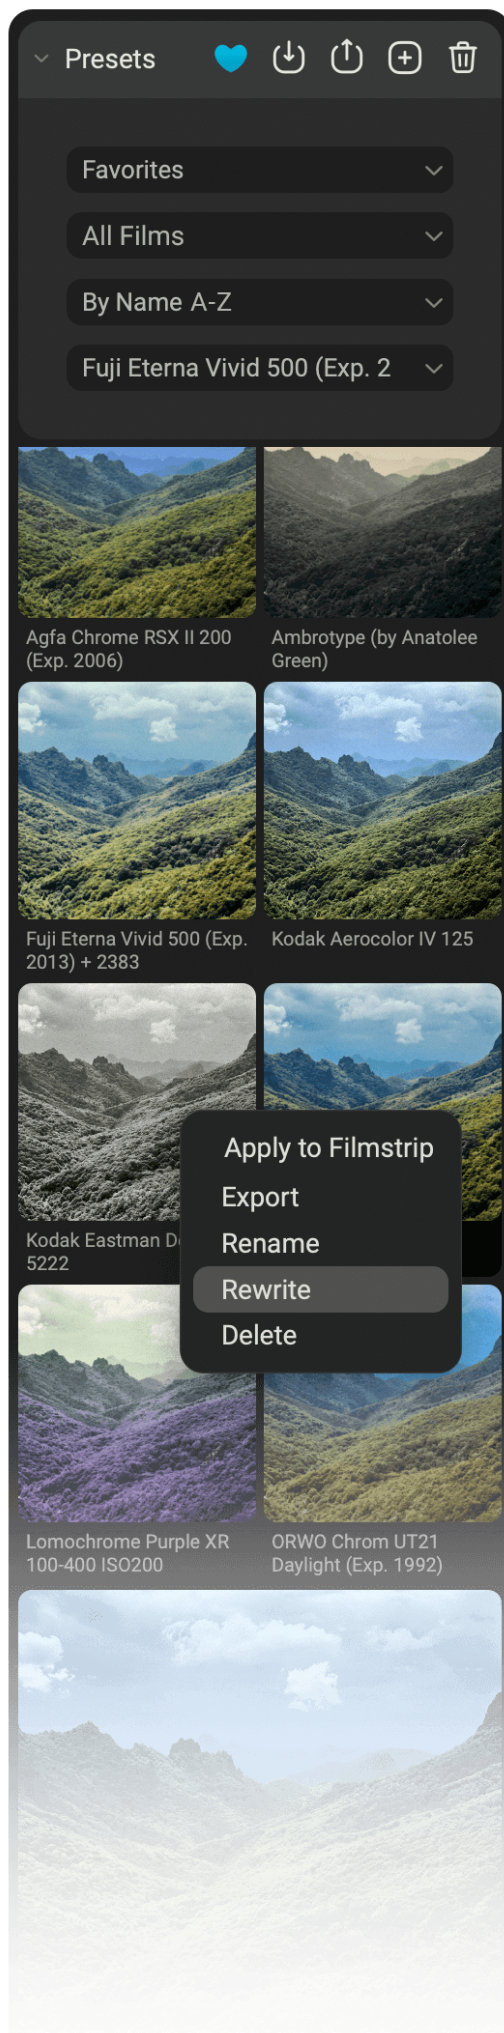 Presets
Favorites
All Films
By Name A-Z
Fuji Eterna Vivid 500 (Exp. 2
Agfa Chrome RSX II 200
(Exp. 2006)
Ambrotype (by Anatolee
Green)
Fuji Eterna Vivid 500 (Exp.
2013) + 2383
Kodak Aerocolor IV 125
Kodak Eastman D
5222
Apply to Filmstrip
Export
Rename
Rewrite
Delete
Lomochrome Purple XR
100-400 ISO200
ORWO Chrom UT21
Daylight (Exp. 1992)